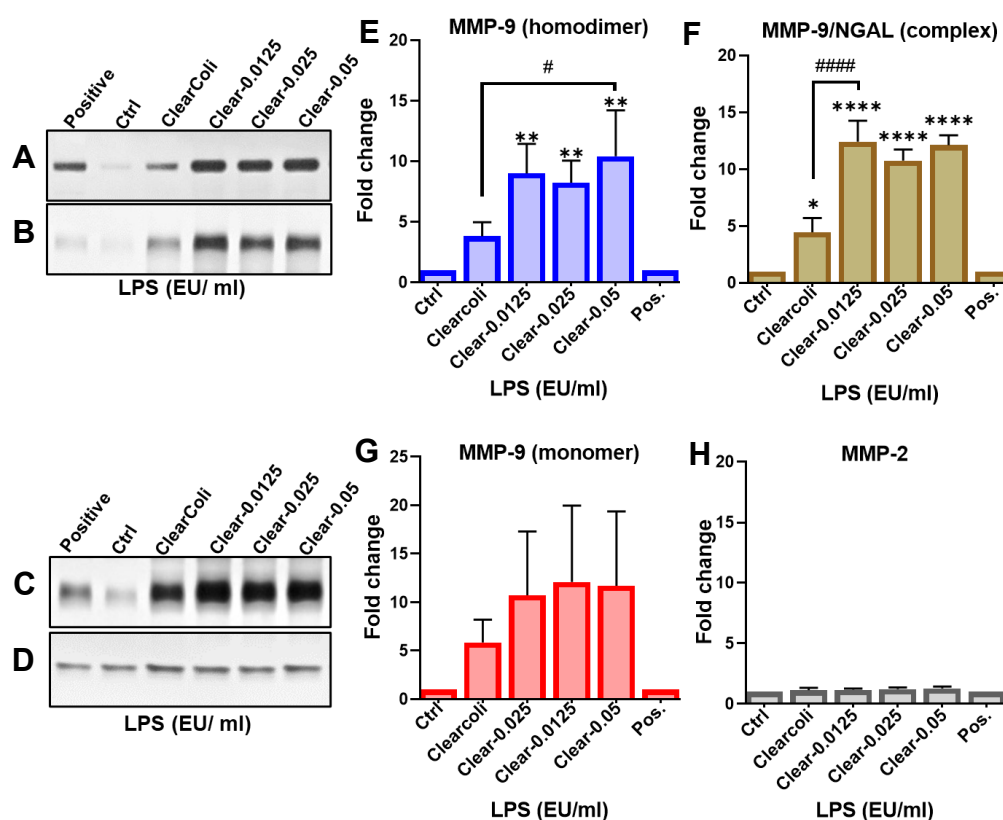 Positive
Ctrl
ClearColi
Clear-0.0125
Clear-0.025
Clear-0.05
A
B
LPS (EU/ ml)
E
MMP-9 (homodimer)
Fold change
20
15
10
5
0
#
**
**
**
Ctrl
Clearcoli
Clear-0.0125
Clear-0.025
Clear-0.05
Pos.
LPS (EU/ml)
F
MMP-9/NGAL (complex)
Fold change
20
15
10
5
0
####
*
****
****
****
Ctrl
Clearcoli
Clear-0.0125
Clear-0.025
Clear-0.05
Pos.
LPS (EU/ml)
Positive
Ctrl
ClearColi
Clear-0.0125
Clear-0.025
Clear-0.05
C
D
LPS (EU/ ml)
G
MMP-9 (monomer)
Fold change
25
20
15
10
5
0
Ctrl
Clearcoli
Clear-0.025
Clear-0.0125
Clear-0.05
Pos.
LPS (EU/ml)
H
MMP-2
Fold change
20
15
10
5
0
Ctrl
Clearcoli
Clear-0.0125
Clear-0.025
Clear-0.05
Pos.
LPS (EU/ml)